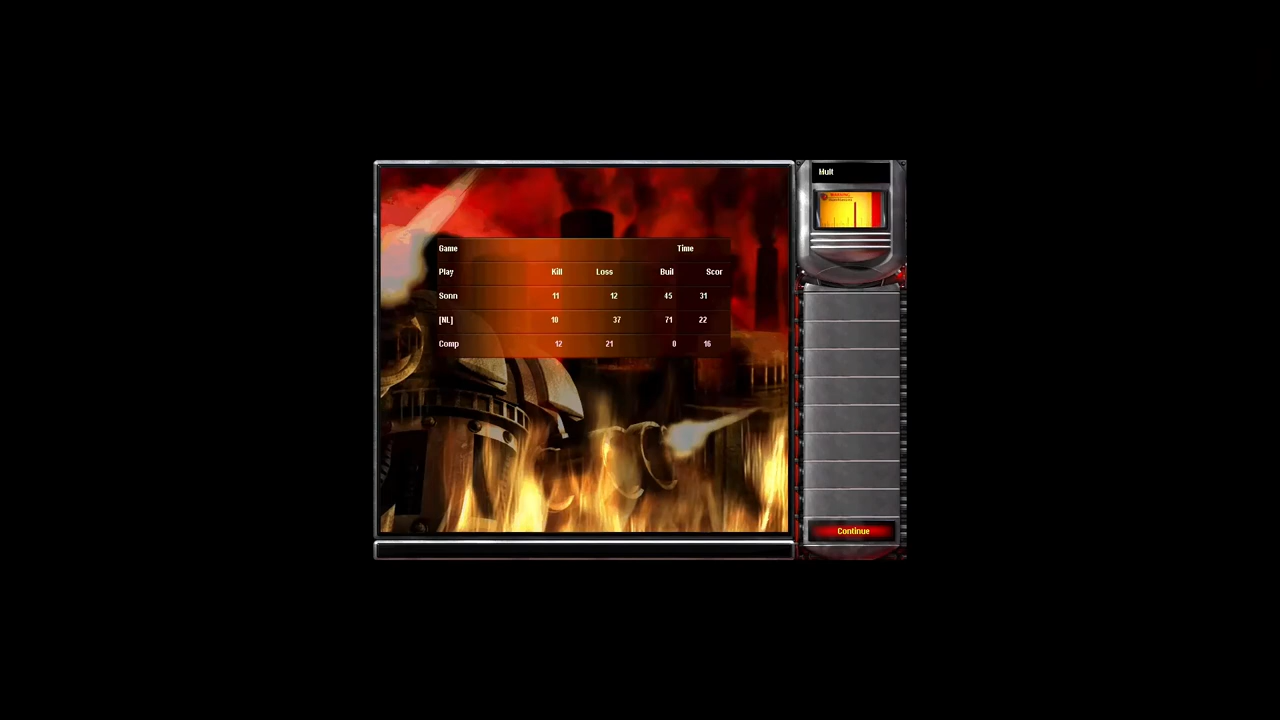 Mult
Game Time
Play Kill Loss Buil Scor
Sonn 11 12 45 31
[NL] 10 37 71 22
Comp 12 21 0 16
Continue